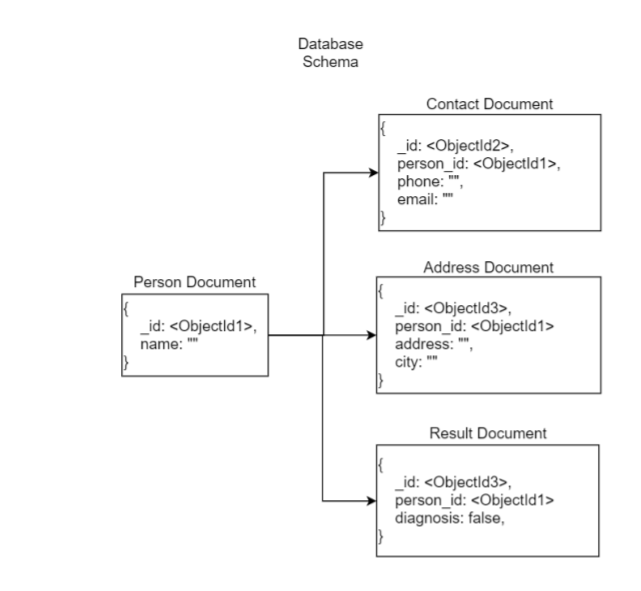 Database
Schema
Contact Document
{
_id: <ObjectId2>,
person_id: <ObjectId1>,
phone: "",
email: ""
}
Person Document
{
_id: <ObjectId1>,
name: ""
}
Address Document
{
_id: <ObjectId3>,
person_id: <ObjectId1>
address: "",
city: ""
}
Result Document
{
_id: <ObjectId3>,
person_id: <ObjectId1>
diagnosis: false,
}